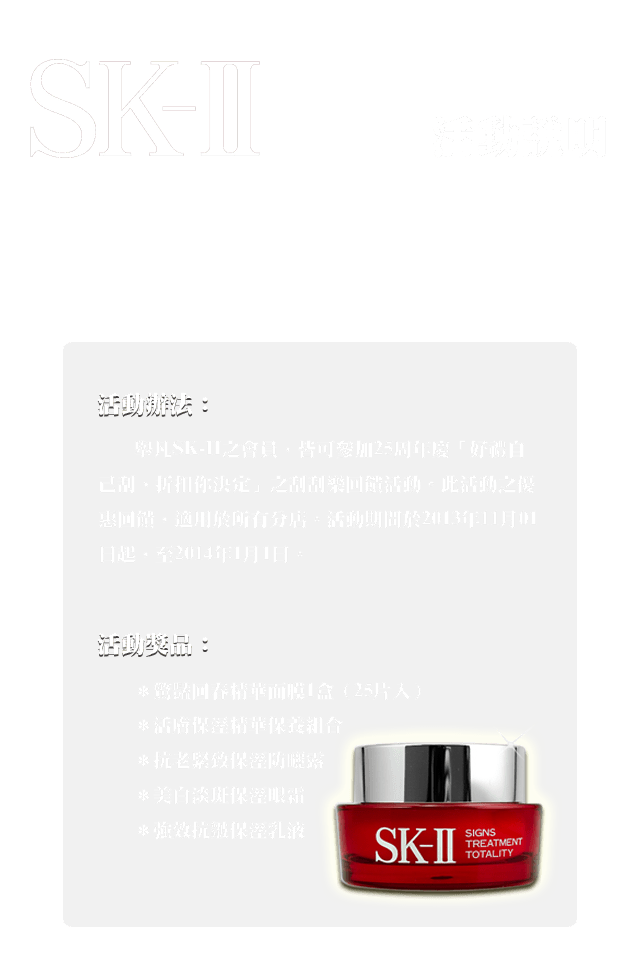 SK-II
活動說明
活動辦法：
舉凡SK-II之會員，皆可參加25周年慶「好禮自
己刮，折扣你決定」之刮刮樂回饋活動，此活動之優
惠回饋，適用於所有分店。活動期間於2013年11月01
日起，至2014年1月1日。
活動獎品：
＊驚豔回春精華面膜1盒（25片入）
＊活膚保溼精華保養組合
＊抗老緊致保溼防曬露
＊美白淡斑保溼眼霜
＊強效抗皺保溼乳液
SK-II
SIGNS
TREATMENT
TOTALITY